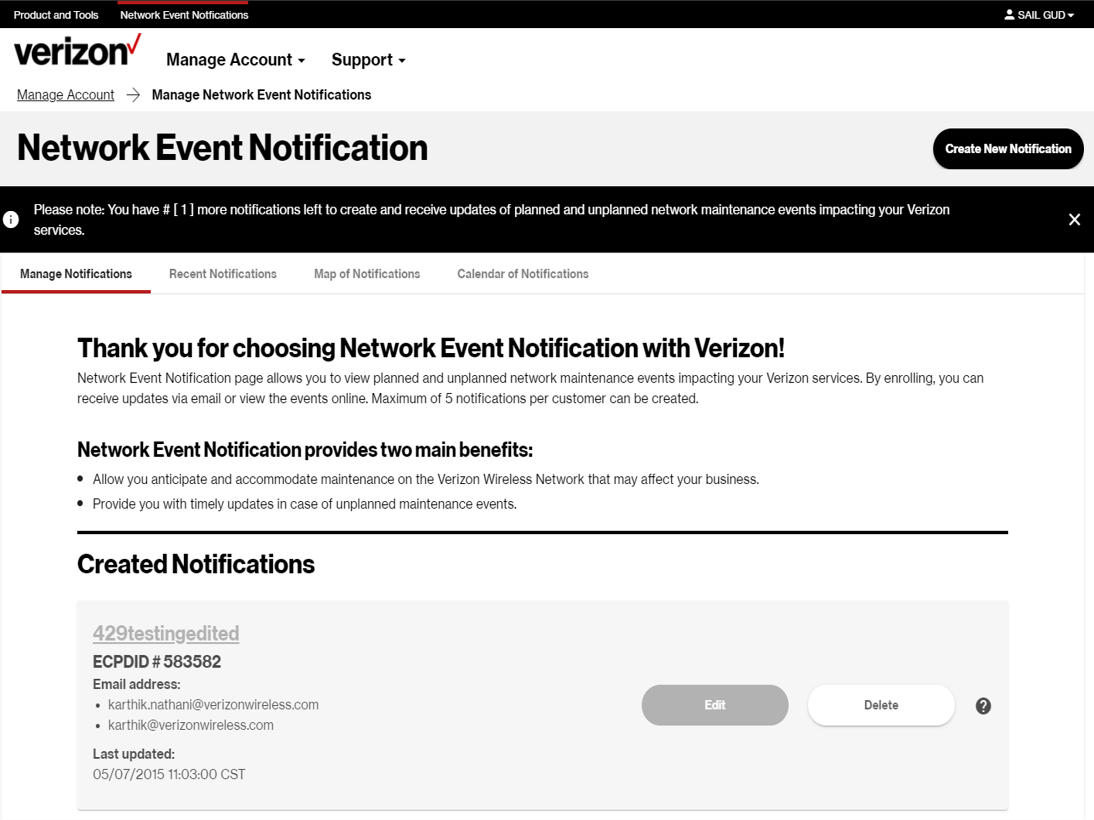 Product and Tools Network Event Notfications SAIL GUD
verizon Manage Account Support
Manage Account Manage Network Event Notifications
Network Event Notification
Create New Notification
Please note: You have # [ 1 ] more notifications left to create and receive updates of planned and unplanned network maintenance events impacting your Verizon
services.
Manage Notifications Recent Notifications Map of Notifications Calendar of Notifications
Thank you for choosing Network Event Notification with Verizon!
Network Event Notification page allows you to view planned and unplanned network maintenance events impacting your Verizon services. By enrolling, you can
receive updates via email or view the events online. Maximum of 5 notifications per customer can be created.
Network Event Notification provides two main benefits:
• Allow you anticipate and accommodate maintenance on the Verizon Wireless Network that may affect your business.
• Provide you with timely updates in case of unplanned maintenance events.
Created Notifications
429testingedited
ECPDID # 583582
Email address:
• karthik.nathani@verizonwireless.com
• karthik@verizonwireless.com
Edit Delete ?
Last updated:
05/07/2015 11:03:00 CST